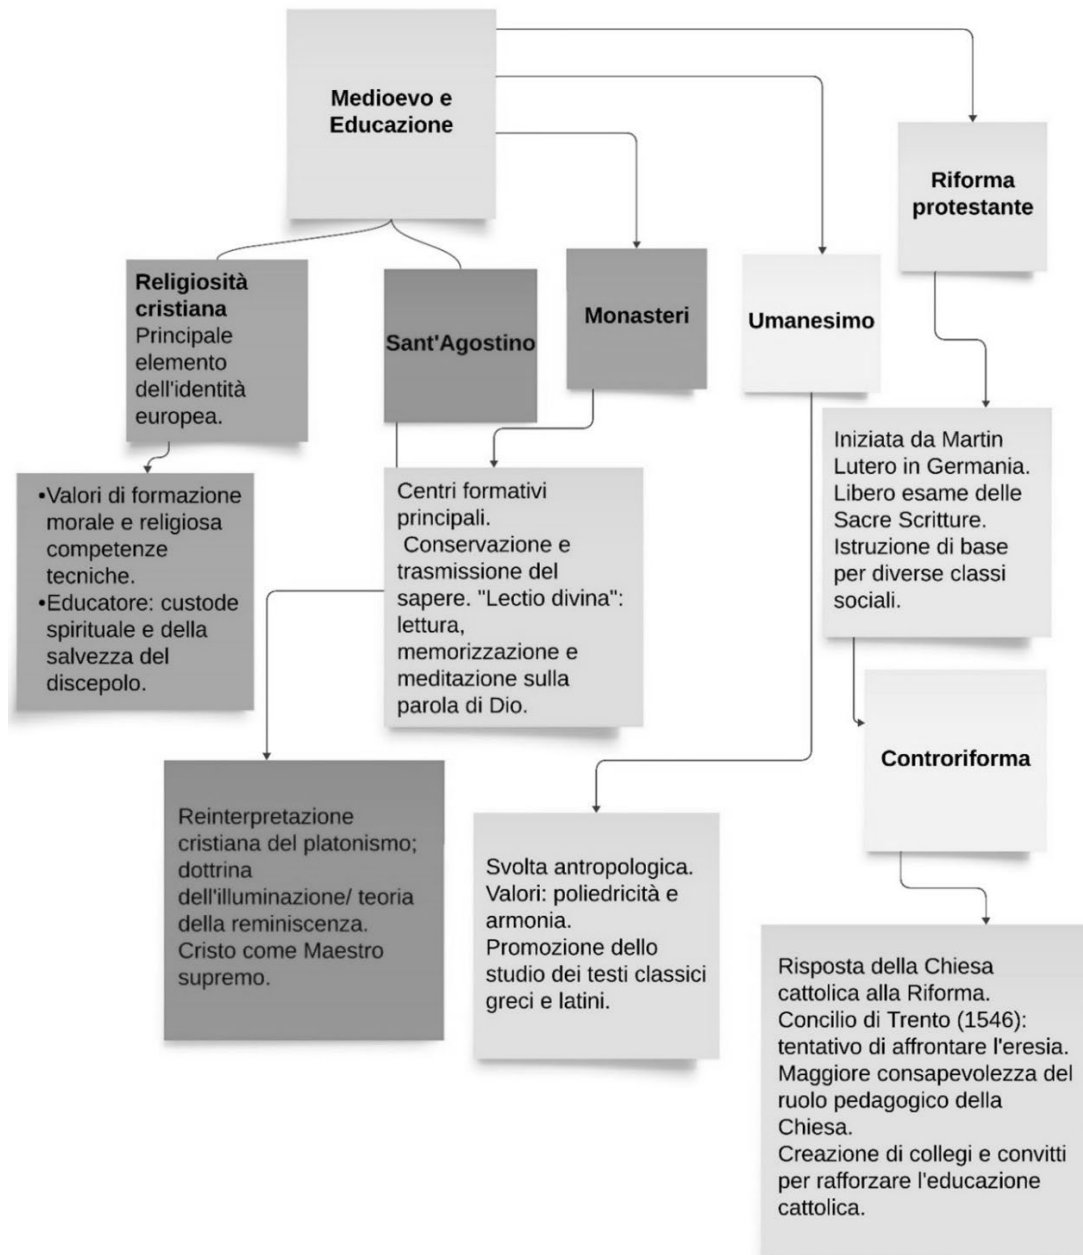 Medioevo e
Educazione
Riforma
protestante
Religiosità
cristiana
Principale
elemento
dell'identità
europea.
Sant'Agostino
Monasteri
Umanesimo
•Valori di formazione
morale e religiosa
competenze
tecniche.
•Educatore: custode
spirituale e della
salvezza del
discepolo.
Centri formativi
principali.
Conservazione e
trasmissione del
sapere. "Lectio divina":
lettura,
memorizzazione e
meditazione sulla
parola di Dio.
Iniziata da Martin
Lutero in Germania.
Libero esame delle
Sacre Scritture.
Istruzione di base
per diverse classi
sociali.
Controriforma
Reinterpretazione
cristiana del platonismo;
dottrina
dell'illuminazione/ teoria
della reminiscenza.
Cristo come Maestro
supremo.
Svolta antropologica.
Valori: poliedricità e
armonia.
Promozione dello
studio dei testi classici
greci e latini.
Risposta della Chiesa
cattolica alla Riforma.
Concilio di Trento (1546):
tentativo di affrontare l'eresia.
Maggiore consapevolezza del
ruolo pedagogico della
Chiesa.
Creazione di collegi e convitti
per rafforzare l'educazione
cattolica.